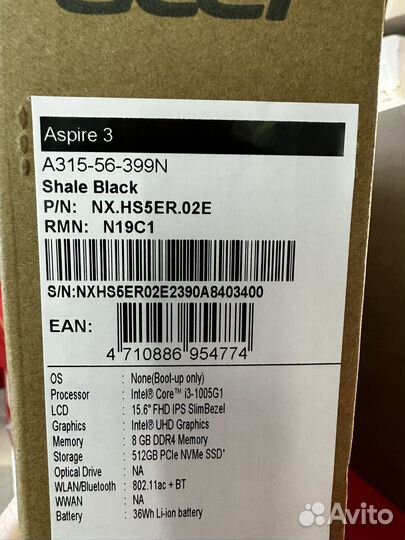 acer
Aspire 3
A315-56-399N
Shale Black
P/N: NX.HS5ER.02E
RMN: N19C1
S/N:NXHS5ER02E2390A8403400
EAN:
4 710886 954774
OS : None(Boot-up only)
Processor : Intel® Core™ i3-1005G1
LCD : 15.6" FHD IPS SlimBezel
Graphics : Intel® UHD Graphics
Memory : 8 GB DDR4 Memory
Storage : 512GB PCIe NVMe SSD*
Optical Drive : NA
WLAN/Bluetooth : 802.11ac + BT
WWAN : NA
Battery : 36Wh Li-ion battery
Avito